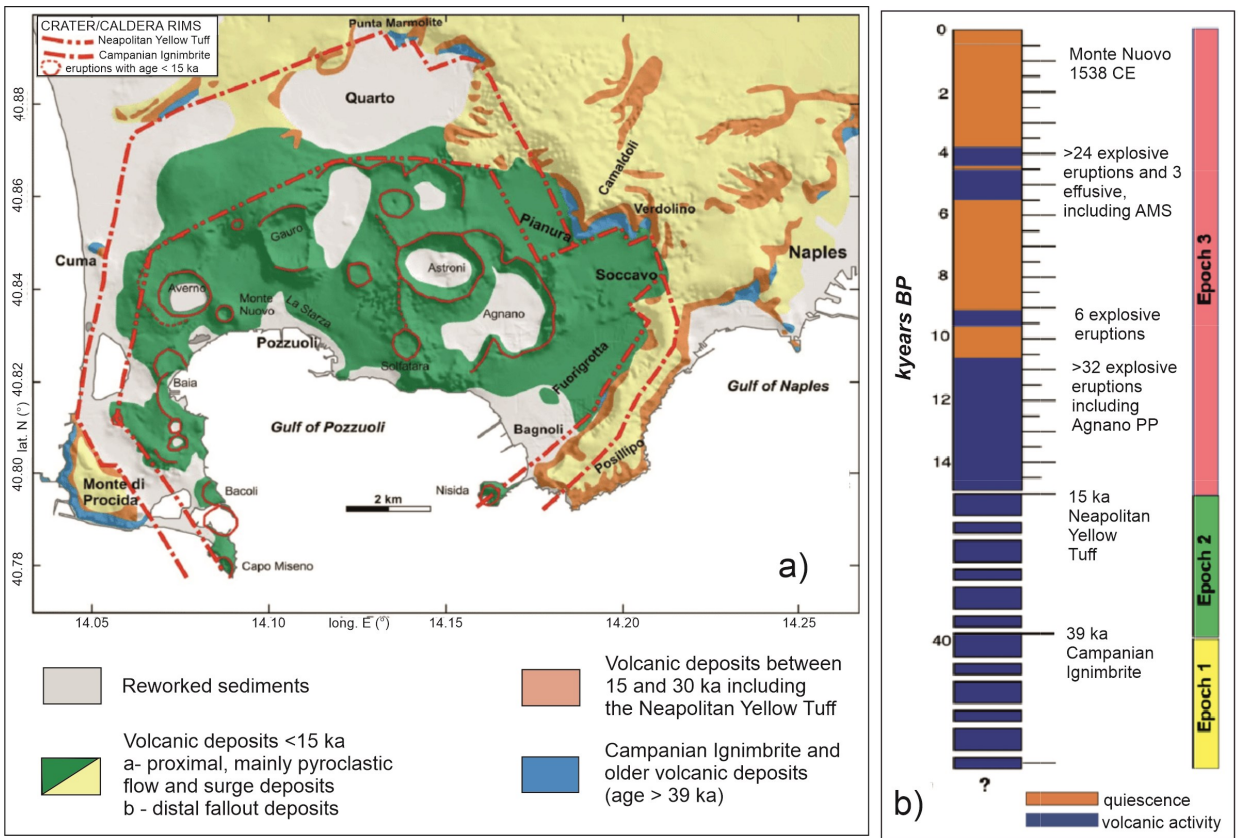 CRATER/CALDERA RIMS
Neapolitan Yellow Tuff
Campanian Ignimbrite
eruptions with age < 15 ka
Punta Marmolite
Quarto
Camaldoli
Verdolino
Pianura
Naples
Soccavo
Cuma
Gauro
Astroni
Averno
Monte
Nuovo
La Starza
Agnano
Pozzuoli
Solfatara
Fuorigrotta
Baia
Gulf of Naples
Gulf of Pozzuoli
Bagnoli
Posillipo
Monte di
Procida
Bacoli
Nisida
2 km
Capo Miseno
a)
40.88
40.86
40.84
40.82
40.80
40.78
lat. N (°)
14.05
14.10
14.15
14.20
14.25
long. E (°)
Reworked sediments
Volcanic deposits <15 ka
a- proximal, mainly pyroclastic
flow and surge deposits
b - distal fallout deposits
Volcanic deposits between
15 and 30 ka including
the Neapolitan Yellow Tuff
Campanian Ignimbrite and
older volcanic deposits
(age > 39 ka)
kyears BP
0
2
4
6
8
10
12
14
40
?
Monte Nuovo
1538 CE
>24 explosive
eruptions and 3
effusive,
including AMS
6 explosive
eruptions
>32 explosive
eruptions
including
Agnano PP
15 ka
Neapolitan
Yellow
Tuff
39 ka
Campanian
Ignimbrite
Epoch 3
Epoch 2
Epoch 1
b)
quiescence
volcanic activity